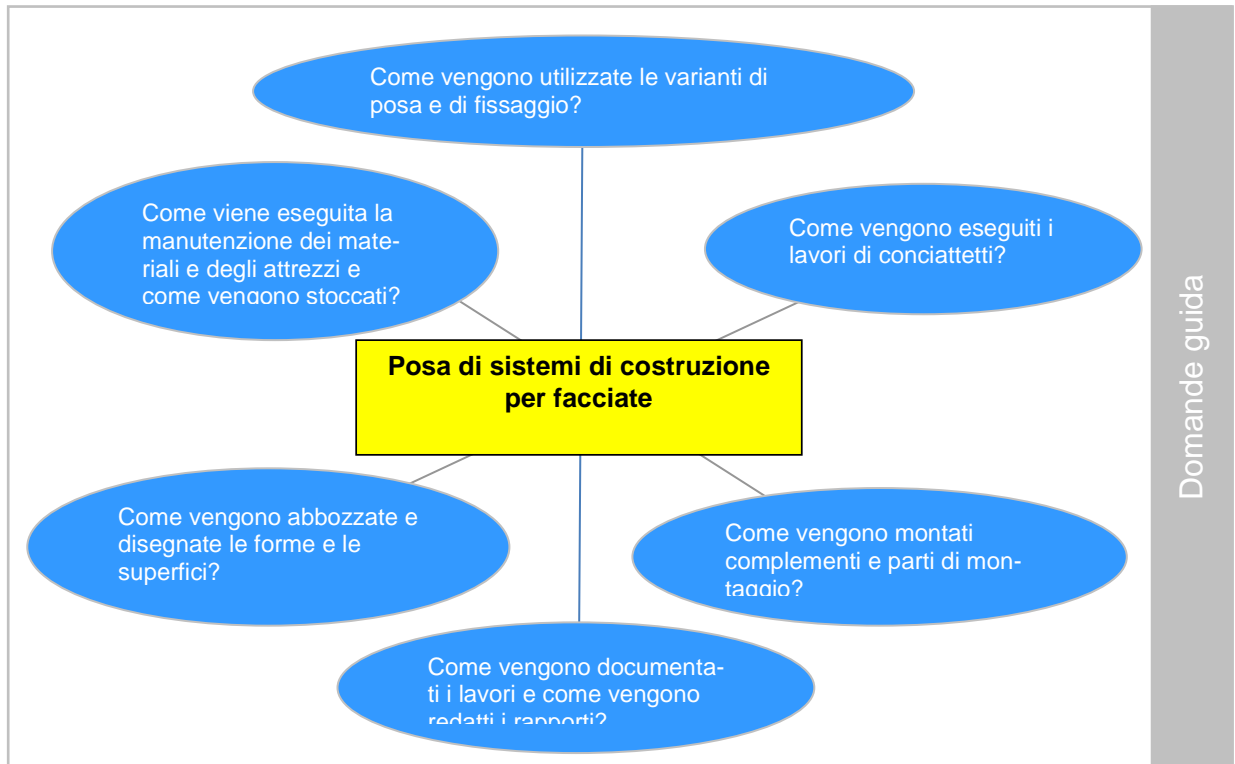 Come vengono utilizzate le varianti di
posa e di fissaggio?
Come viene eseguita la
manutenzione dei mate-
riali e degli attrezzi e
come vengono stoccati?
Come vengono eseguiti i
lavori di conciattetti?
Posa di sistemi di costruzione
per facciate
Come vengono abbozzate e
disegnate le forme e le
superfici?
Come vengono montati
complementi e parti di mon-
taggio?
Come vengono documenta-
ti i lavori e come vengono
redatti i rapporti?
Domande guida